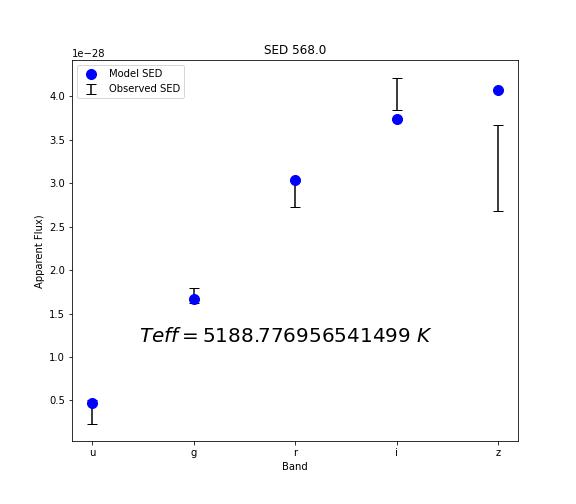 SED 568.0
1e−28
Model SED
Observed SED
4.0
3.5
3.0
2.5
2.0
1.5
1.0
0.5
Apparent Flux)
Teff = 5188.776956541499 K
u g r i z
Band